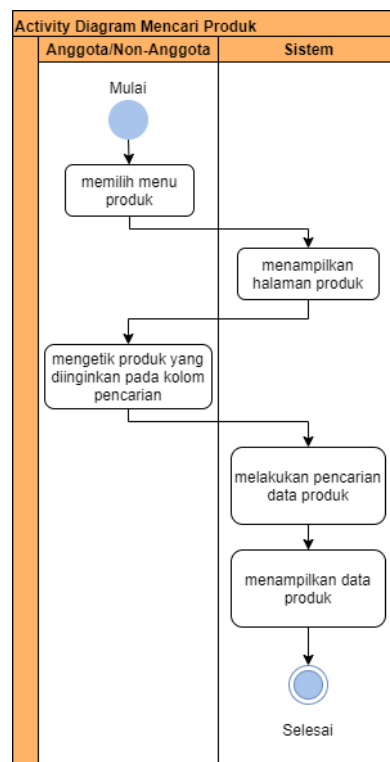 Activity Diagram Mencari Produk
Anggota/Non-Anggota
Sistem
Mulai
memilih menu
produk
menampilkan
halaman produk
mengetik produk yang
diinginkan pada kolom
pencarian
melakukan pencarian
data produk
menampilkan data
produk
Selesai